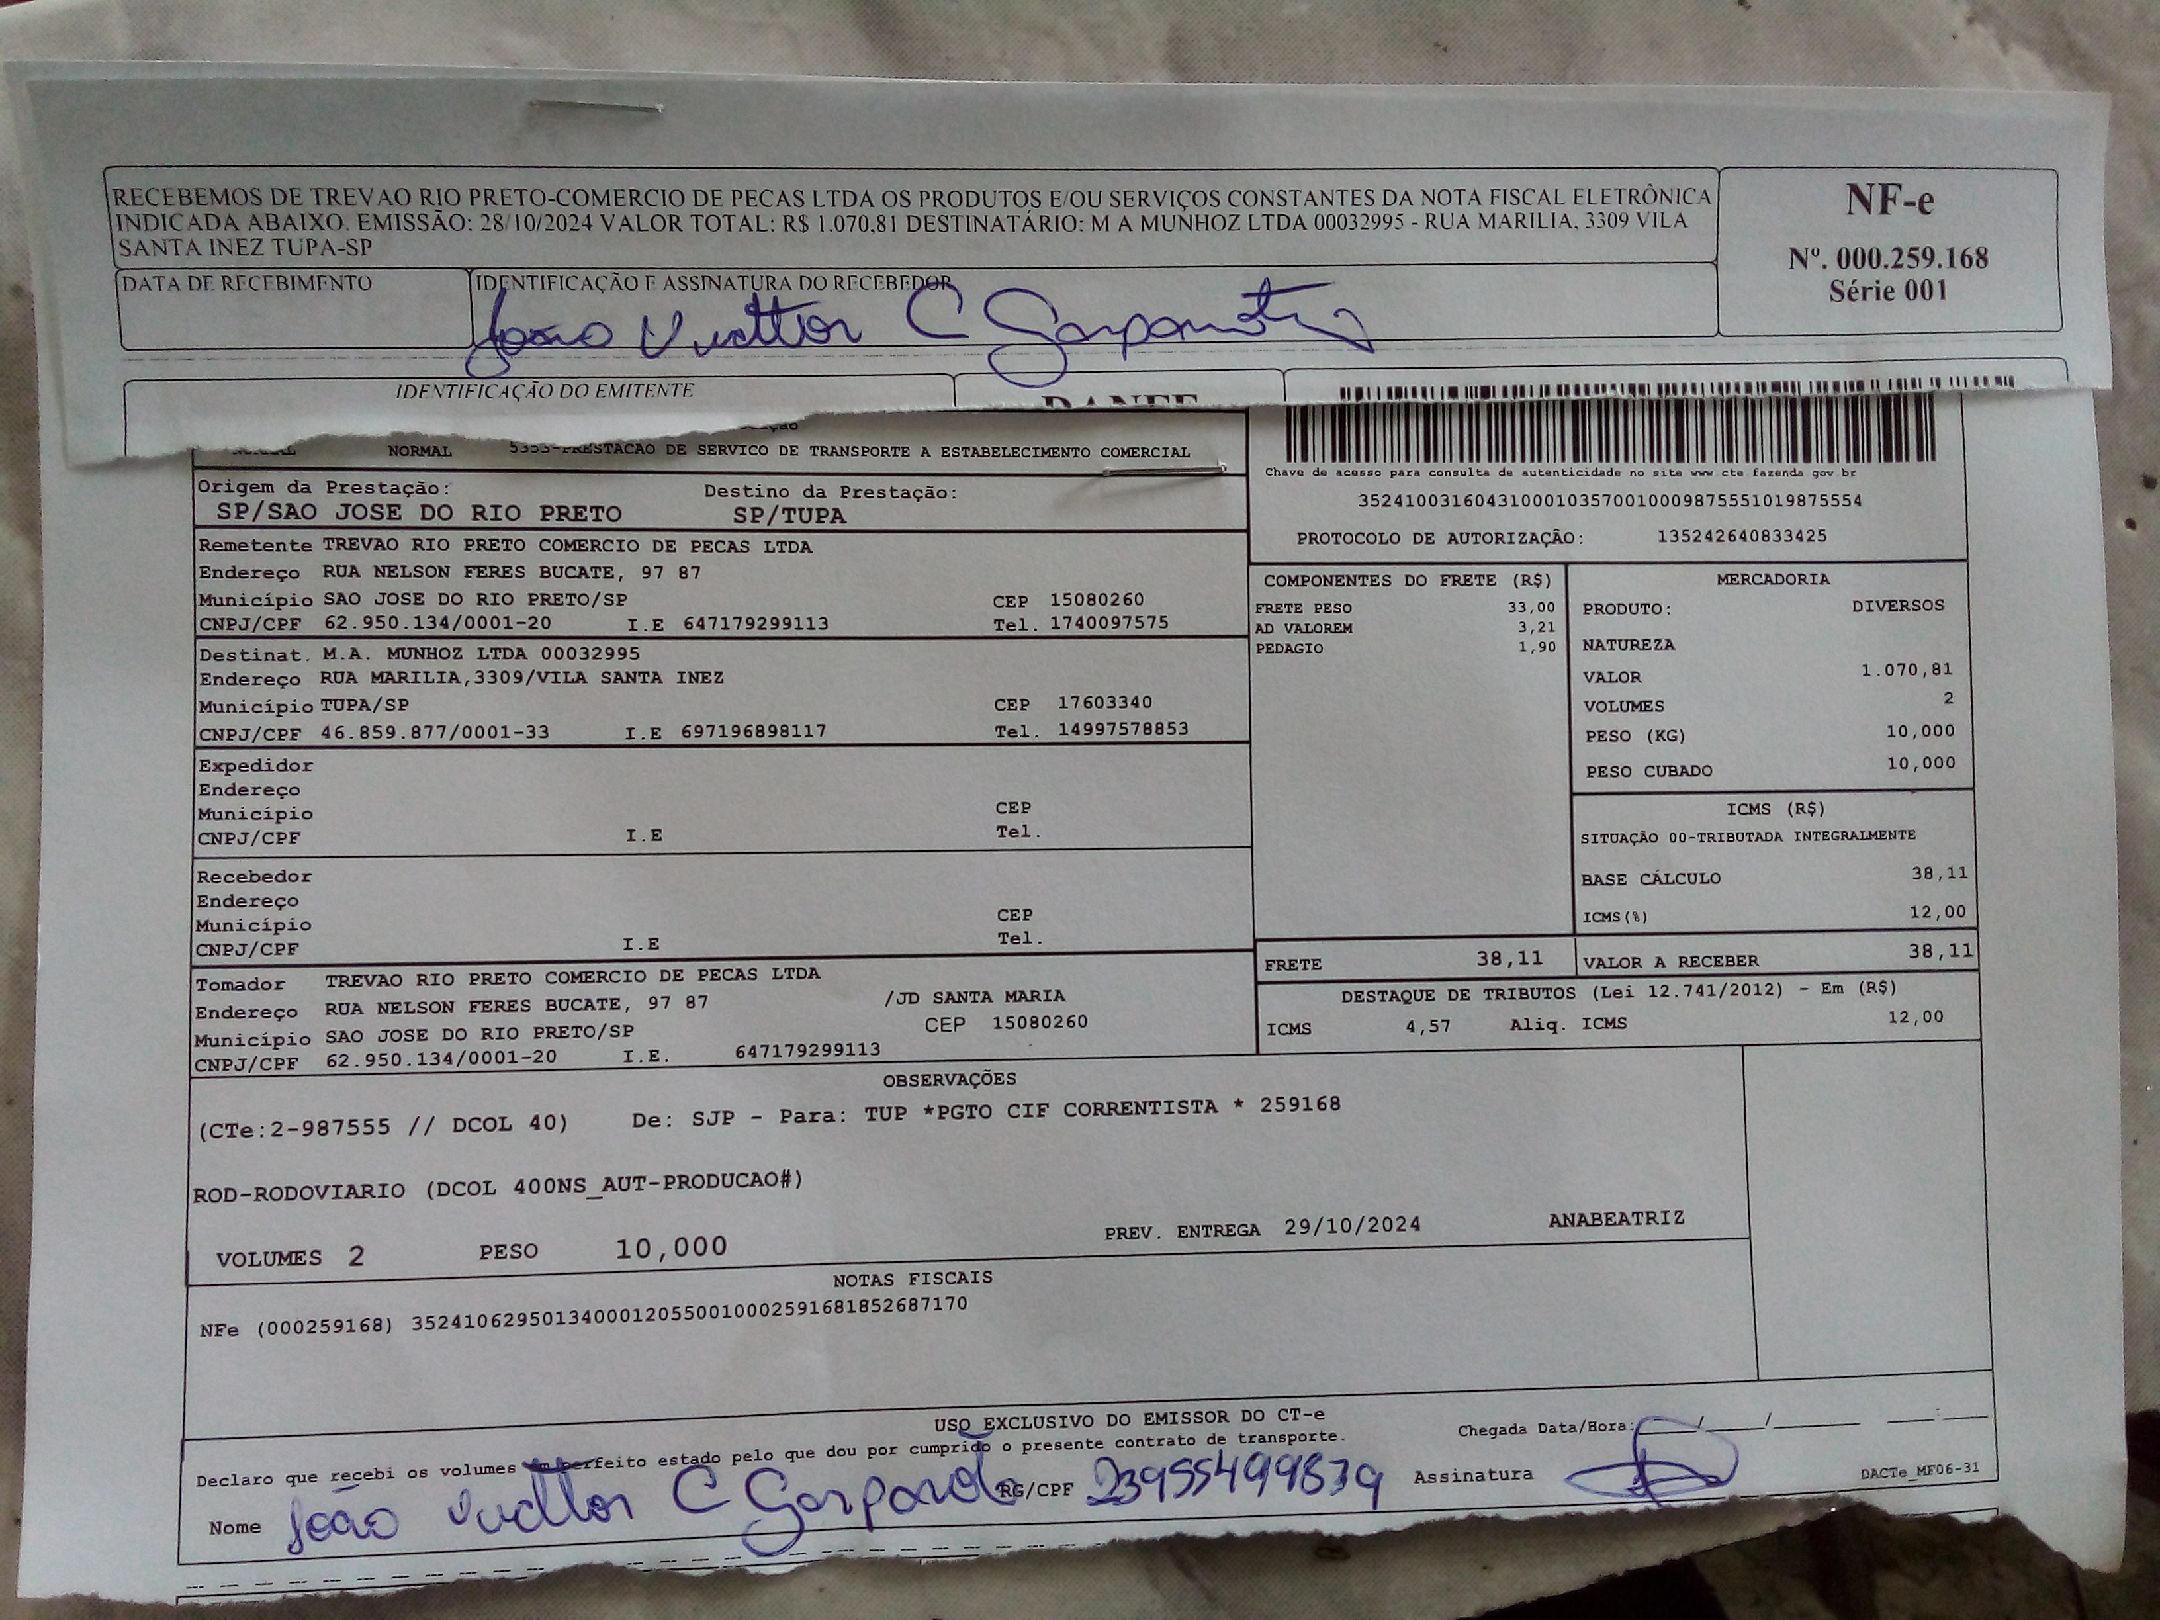 RECEBEMOS DE TREVAO RIO PRETO-COMERCIO DE PECAS LTDA OS PRODUTOS E/OU SERVIÇOS CONSTANTES DA NOTA FISCAL ELETRÔNICA
INDICADA ABAIXO. EMISSÃO: 28/10/2024 VALOR TOTAL: R$ 1.070,81 DESTINATÁRIO: M A MUNHOZ LTDA 00032995 - RUA MARILIA, 3309 VILA
SANTA INEZ TUPA-SP
NF-e
Nº. 000.259.168
Série 001
DATA DE RECEBIMENTO
IDENTIFICAÇÃO E ASSINATURA DO RECEBEDOR
João C
IDENTIFICAÇÃO DO EMITENTE
DANFE
NORMAL 5353-PRESTACAO DE SERVICO DE TRANSPORTE A ESTABELECIMENTO COMERCIAL
Chave de acesso para consulta de autenticidade no site www.cte.fazenda.gov.br
35241003160431000103570010009875551019875554
PROTOCOLO DE AUTORIZAÇÃO: 135242640833425
Origem da Prestação: Destino da Prestação:
SP/SAO JOSE DO RIO PRETO SP/TUPA
Remetente TREVAO RIO PRETO COMERCIO DE PECAS LTDA
Endereço RUA NELSON FERES BUCATE, 97 87
Município SAO JOSE DO RIO PRETO/SP CEP 15080260
CNPJ/CPF 62.950.134/0001-20 I.E 647179299113 Tel. 1740097575
Destinat. M.A. MUNHOZ LTDA 00032995
Endereço RUA MARILIA,3309/VILA SANTA INEZ
Município TUPA/SP CEP 17603340
CNPJ/CPF 46.859.877/0001-33 I.E 697196898117 Tel. 14997578853
Expedidor
Endereço
Município CEP
CNPJ/CPF I.E Tel.
Recebedor
Endereço
Município CEP
CNPJ/CPF I.E Tel.
Tomador TREVAO RIO PRETO COMERCIO DE PECAS LTDA
Endereço RUA NELSON FERES BUCATE, 97 87 /JD SANTA MARIA
Município SAO JOSE DO RIO PRETO/SP CEP 15080260
CNPJ/CPF 62.950.134/0001-20 I.E. 647179299113
COMPONENTES DO FRETE (R$)
FRETE PESO 33,00
AD VALOREM 3,21
PEDAGIO 1,90
MERCADORIA
PRODUTO: DIVERSOS
NATUREZA
VALOR 1.070,81
VOLUMES 2
PESO (KG) 10,000
PESO CUBADO 10,000
ICMS (R$)
SITUAÇÃO 00-TRIBUTADA INTEGRALMENTE
BASE CÁLCULO 38,11
ICMS(%) 12,00
FRETE 38,11 VALOR A RECEBER 38,11
DESTAQUE DE TRIBUTOS (Lei 12.741/2012) - Em (R$)
ICMS 4,57 Aliq. ICMS 12,00
OBSERVAÇÕES
(CTe:2-987555 // DCOL 40) De: SJP - Para: TUP *PGTO CIF CORRENTISTA * 259168
ROD-RODOVIARIO (DCOL 400NS_AUT-PRODUCAO#)
VOLUMES 2 PESO 10,000 PREV. ENTREGA 29/10/2024 ANABEATRIZ
NOTAS FISCAIS
NFe (000259168) 35241062950134000120550010002591681852687170
USO EXCLUSIVO DO EMISSOR DO CT-e
Declaro que recebi os volumes em perfeito estado pelo que dou por cumprido o presente contrato de transporte.
Chegada Data/Hora: / / :
Nome João C RG/CPF 23955499839 Assinatura
DACTe_MF06-31